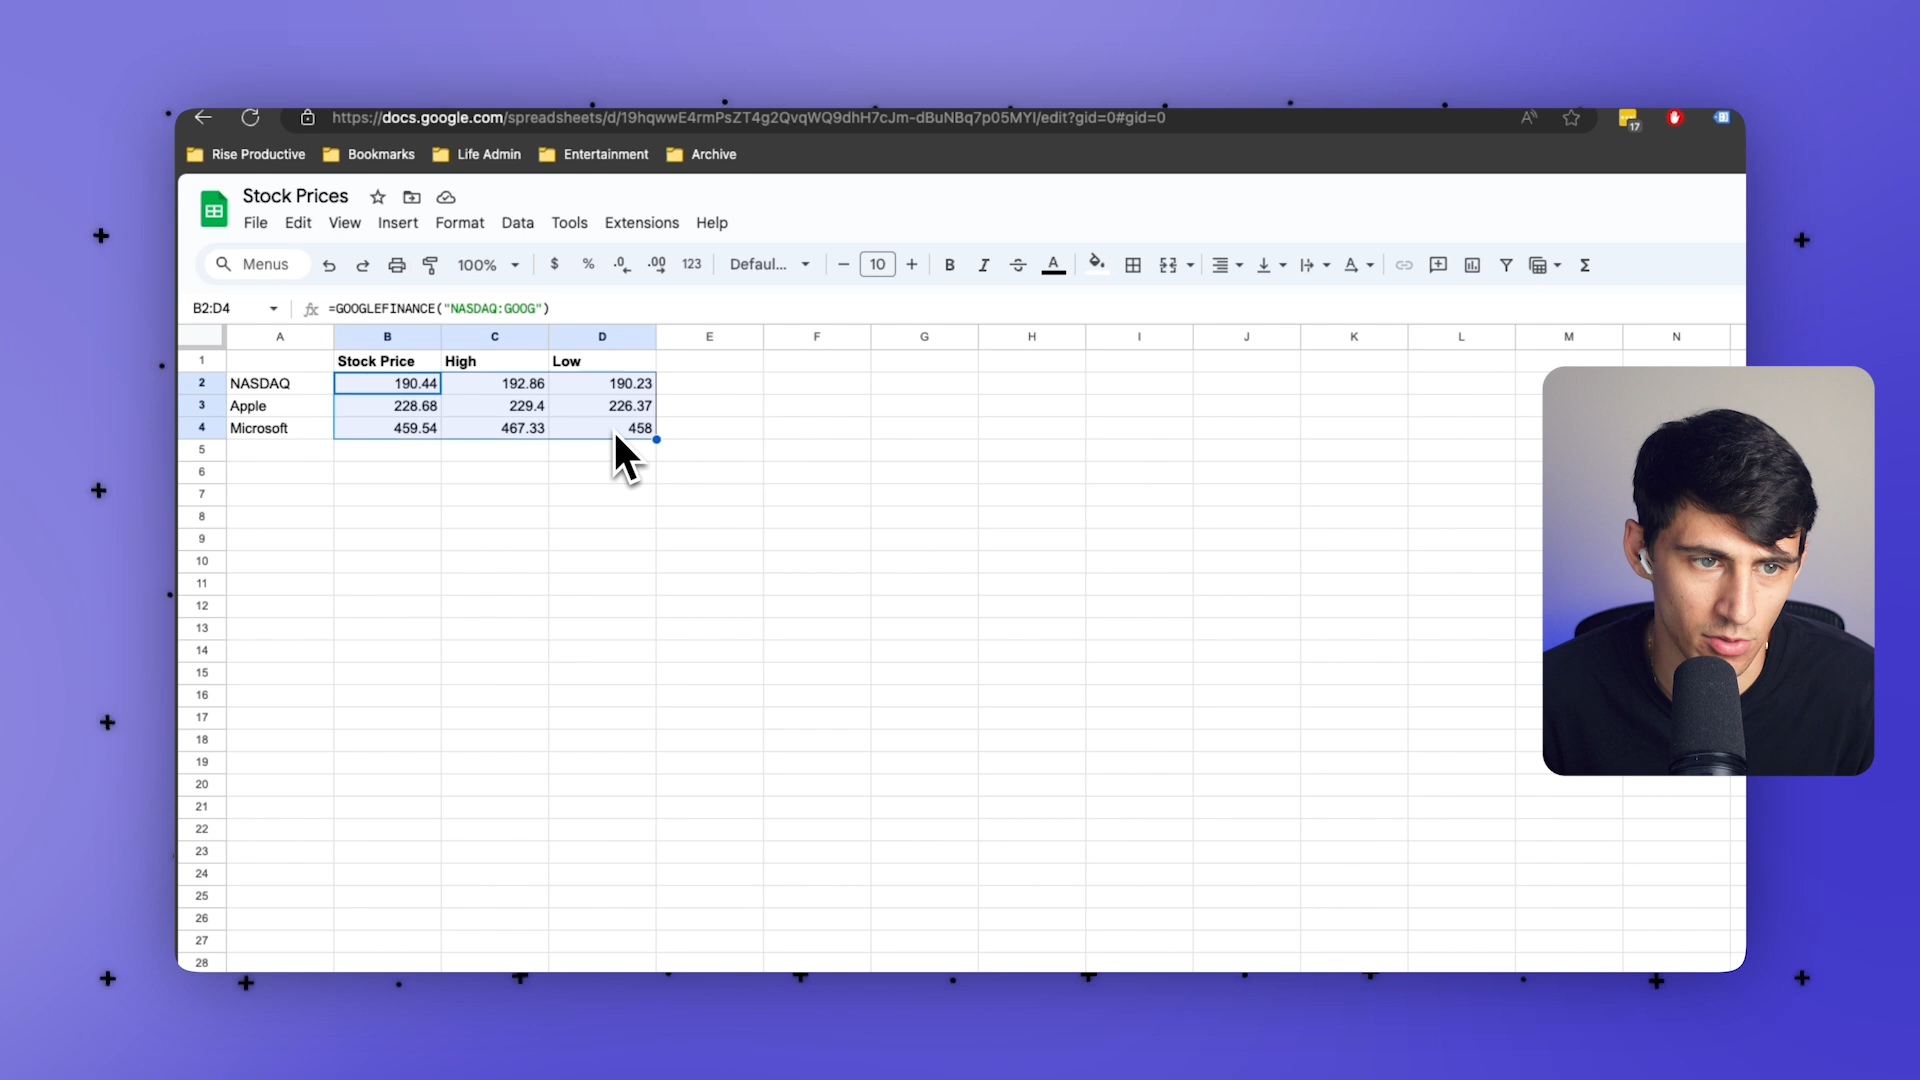 https://docs.google.com/spreadsheets/d/19hqwwE4rmPsZT4g2QvqWQ9dhH7cJm-dBuNBq7p05MYI/edit?gid=0#gid=0
17
Rise Productive Bookmarks Life Admin Entertainment Archive
Stock Prices
File Edit View Insert Format Data Tools Extensions Help
Menus 100% $ % .0 .00 123 Defaul... 10 B I A Σ
B2:D4 fx =GOOGLEFINANCE("NASDAQ:GOOG")
A B C D E F G H I J K L M N
1 Stock Price High Low
2 NASDAQ 190.44 192.86 190.23
3 Apple 228.68 229.4 226.37
4 Microsoft 459.54 467.33 458
5
6
7
8
9
10
11
12
13
14
15
16
17
18
19
20
21
22
23
24
25
26
27
28